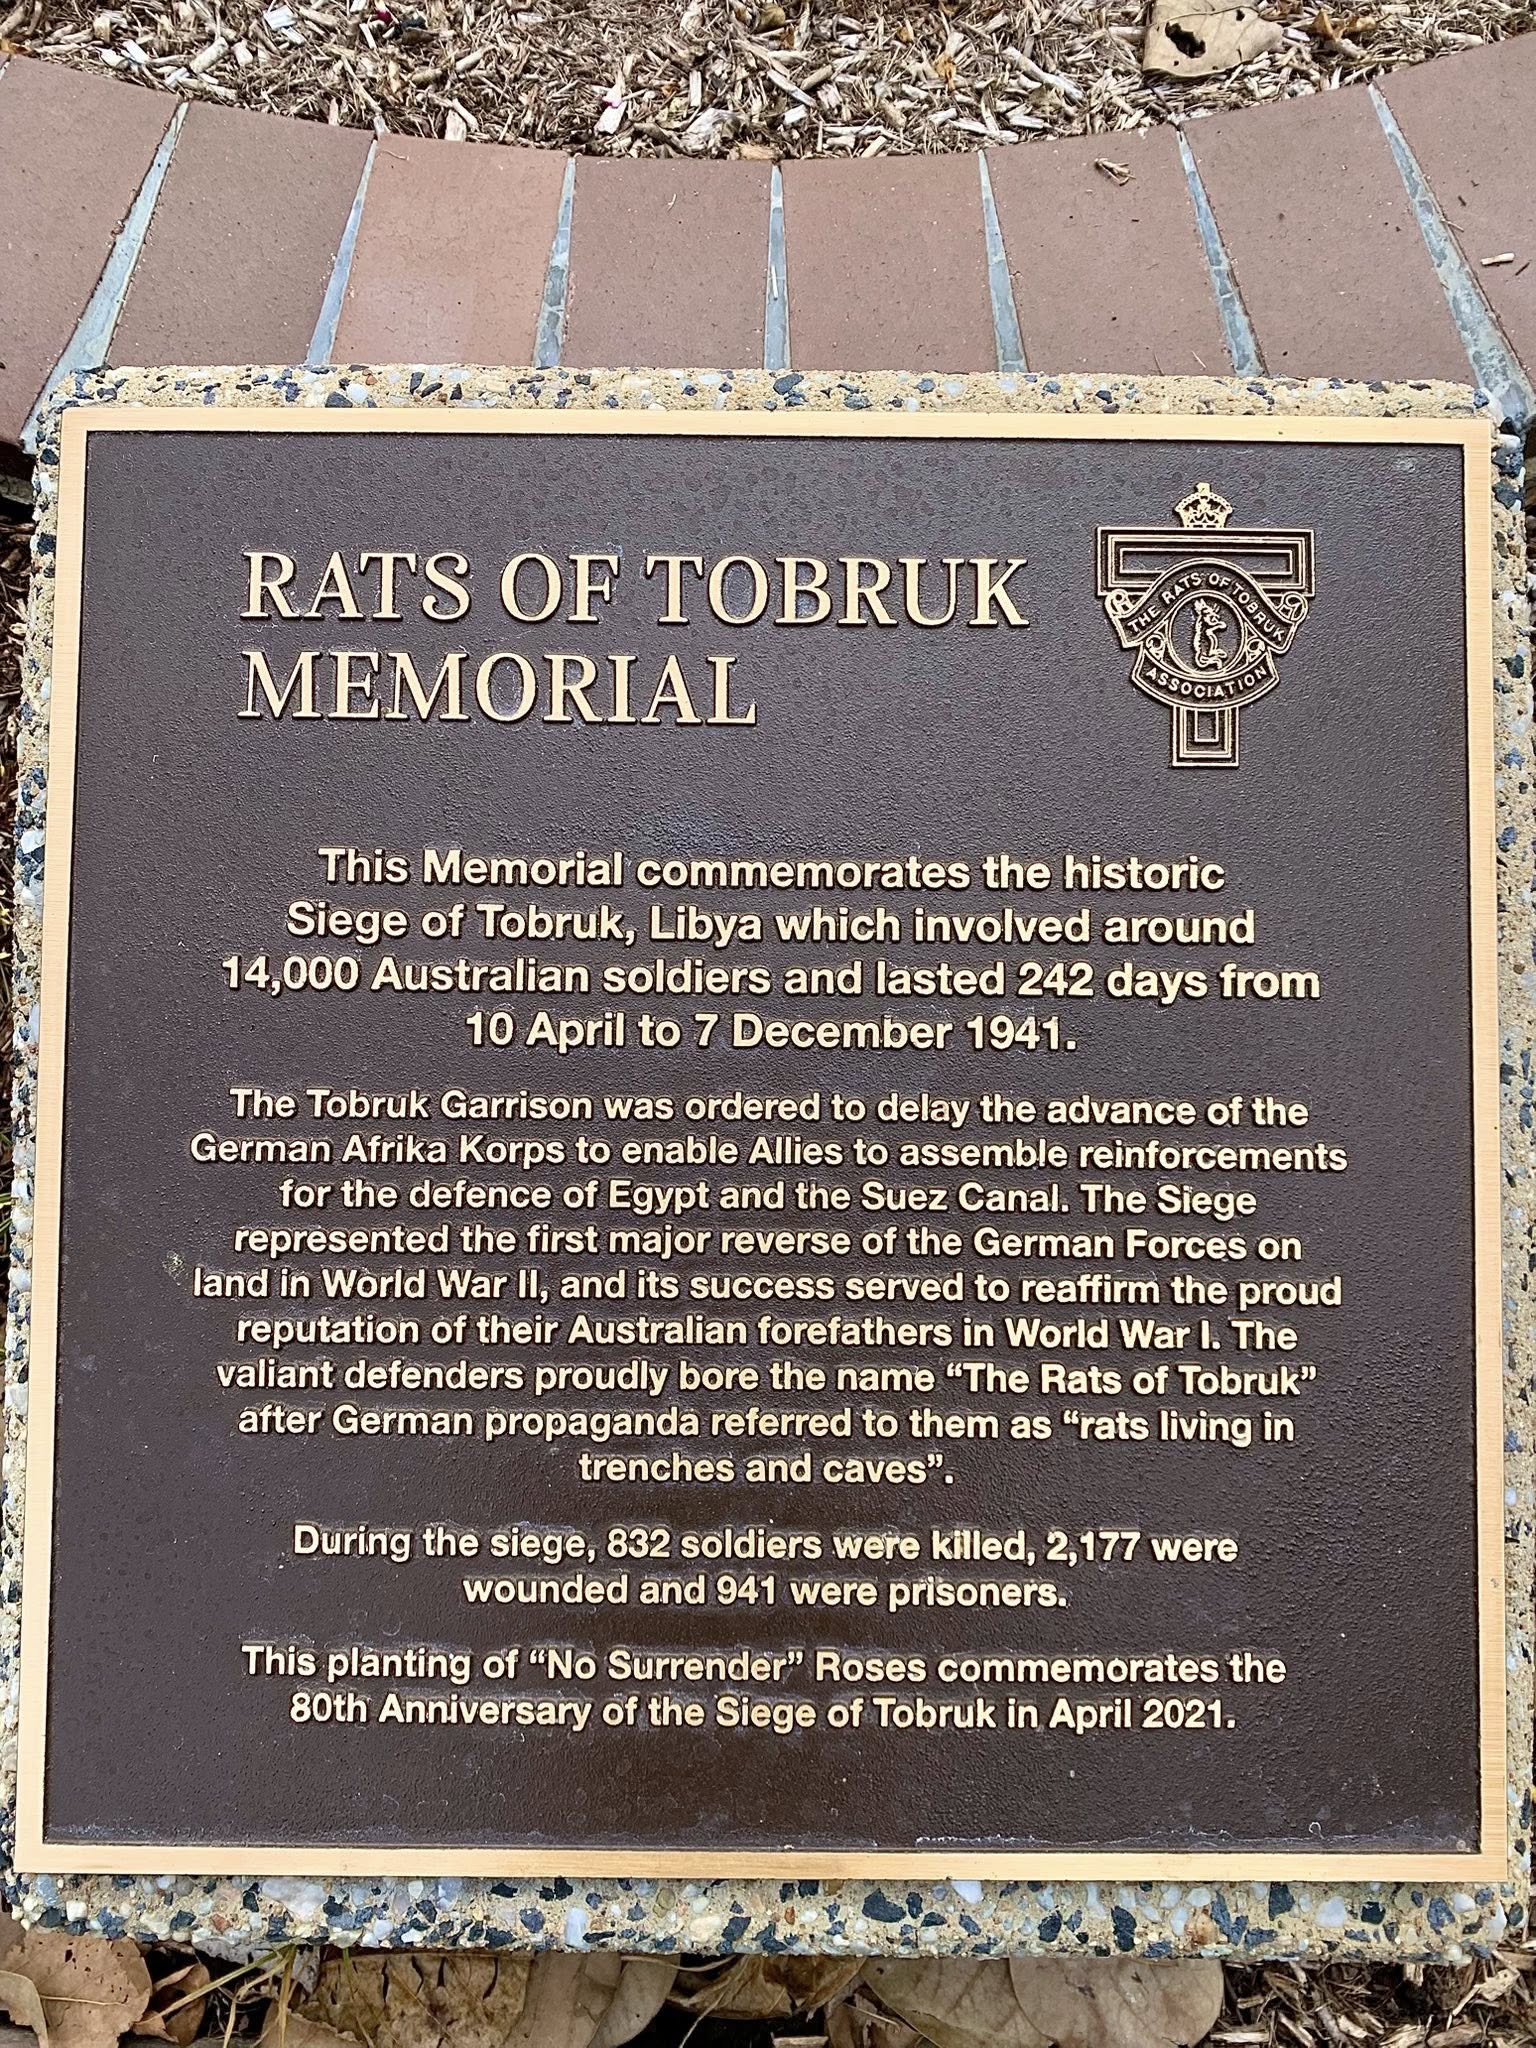 RATS OF TOBRUK
MEMORIAL
THE RATS OF TOBRUK
ASSOCIATION
This Memorial commemorates the historic
Siege of Tobruk, Libya which involved around
14,000 Australian soldiers and lasted 242 days from
10 April to 7 December 1941.
The Tobruk Garrison was ordered to delay the advance of the
German Afrika Korps to enable Allies to assemble reinforcements
for the defence of Egypt and the Suez Canal. The Siege
represented the first major reverse of the German Forces on
land in World War II, and its success served to reaffirm the proud
reputation of their Australian forefathers in World War I. The
valiant defenders proudly bore the name “The Rats of Tobruk”
after German propaganda referred to them as “rats living in
trenches and caves”.
During the siege, 832 soldiers were killed, 2,177 were
wounded and 941 were prisoners.
This planting of “No Surrender” Roses commemorates the
80th Anniversary of the Siege of Tobruk in April 2021.